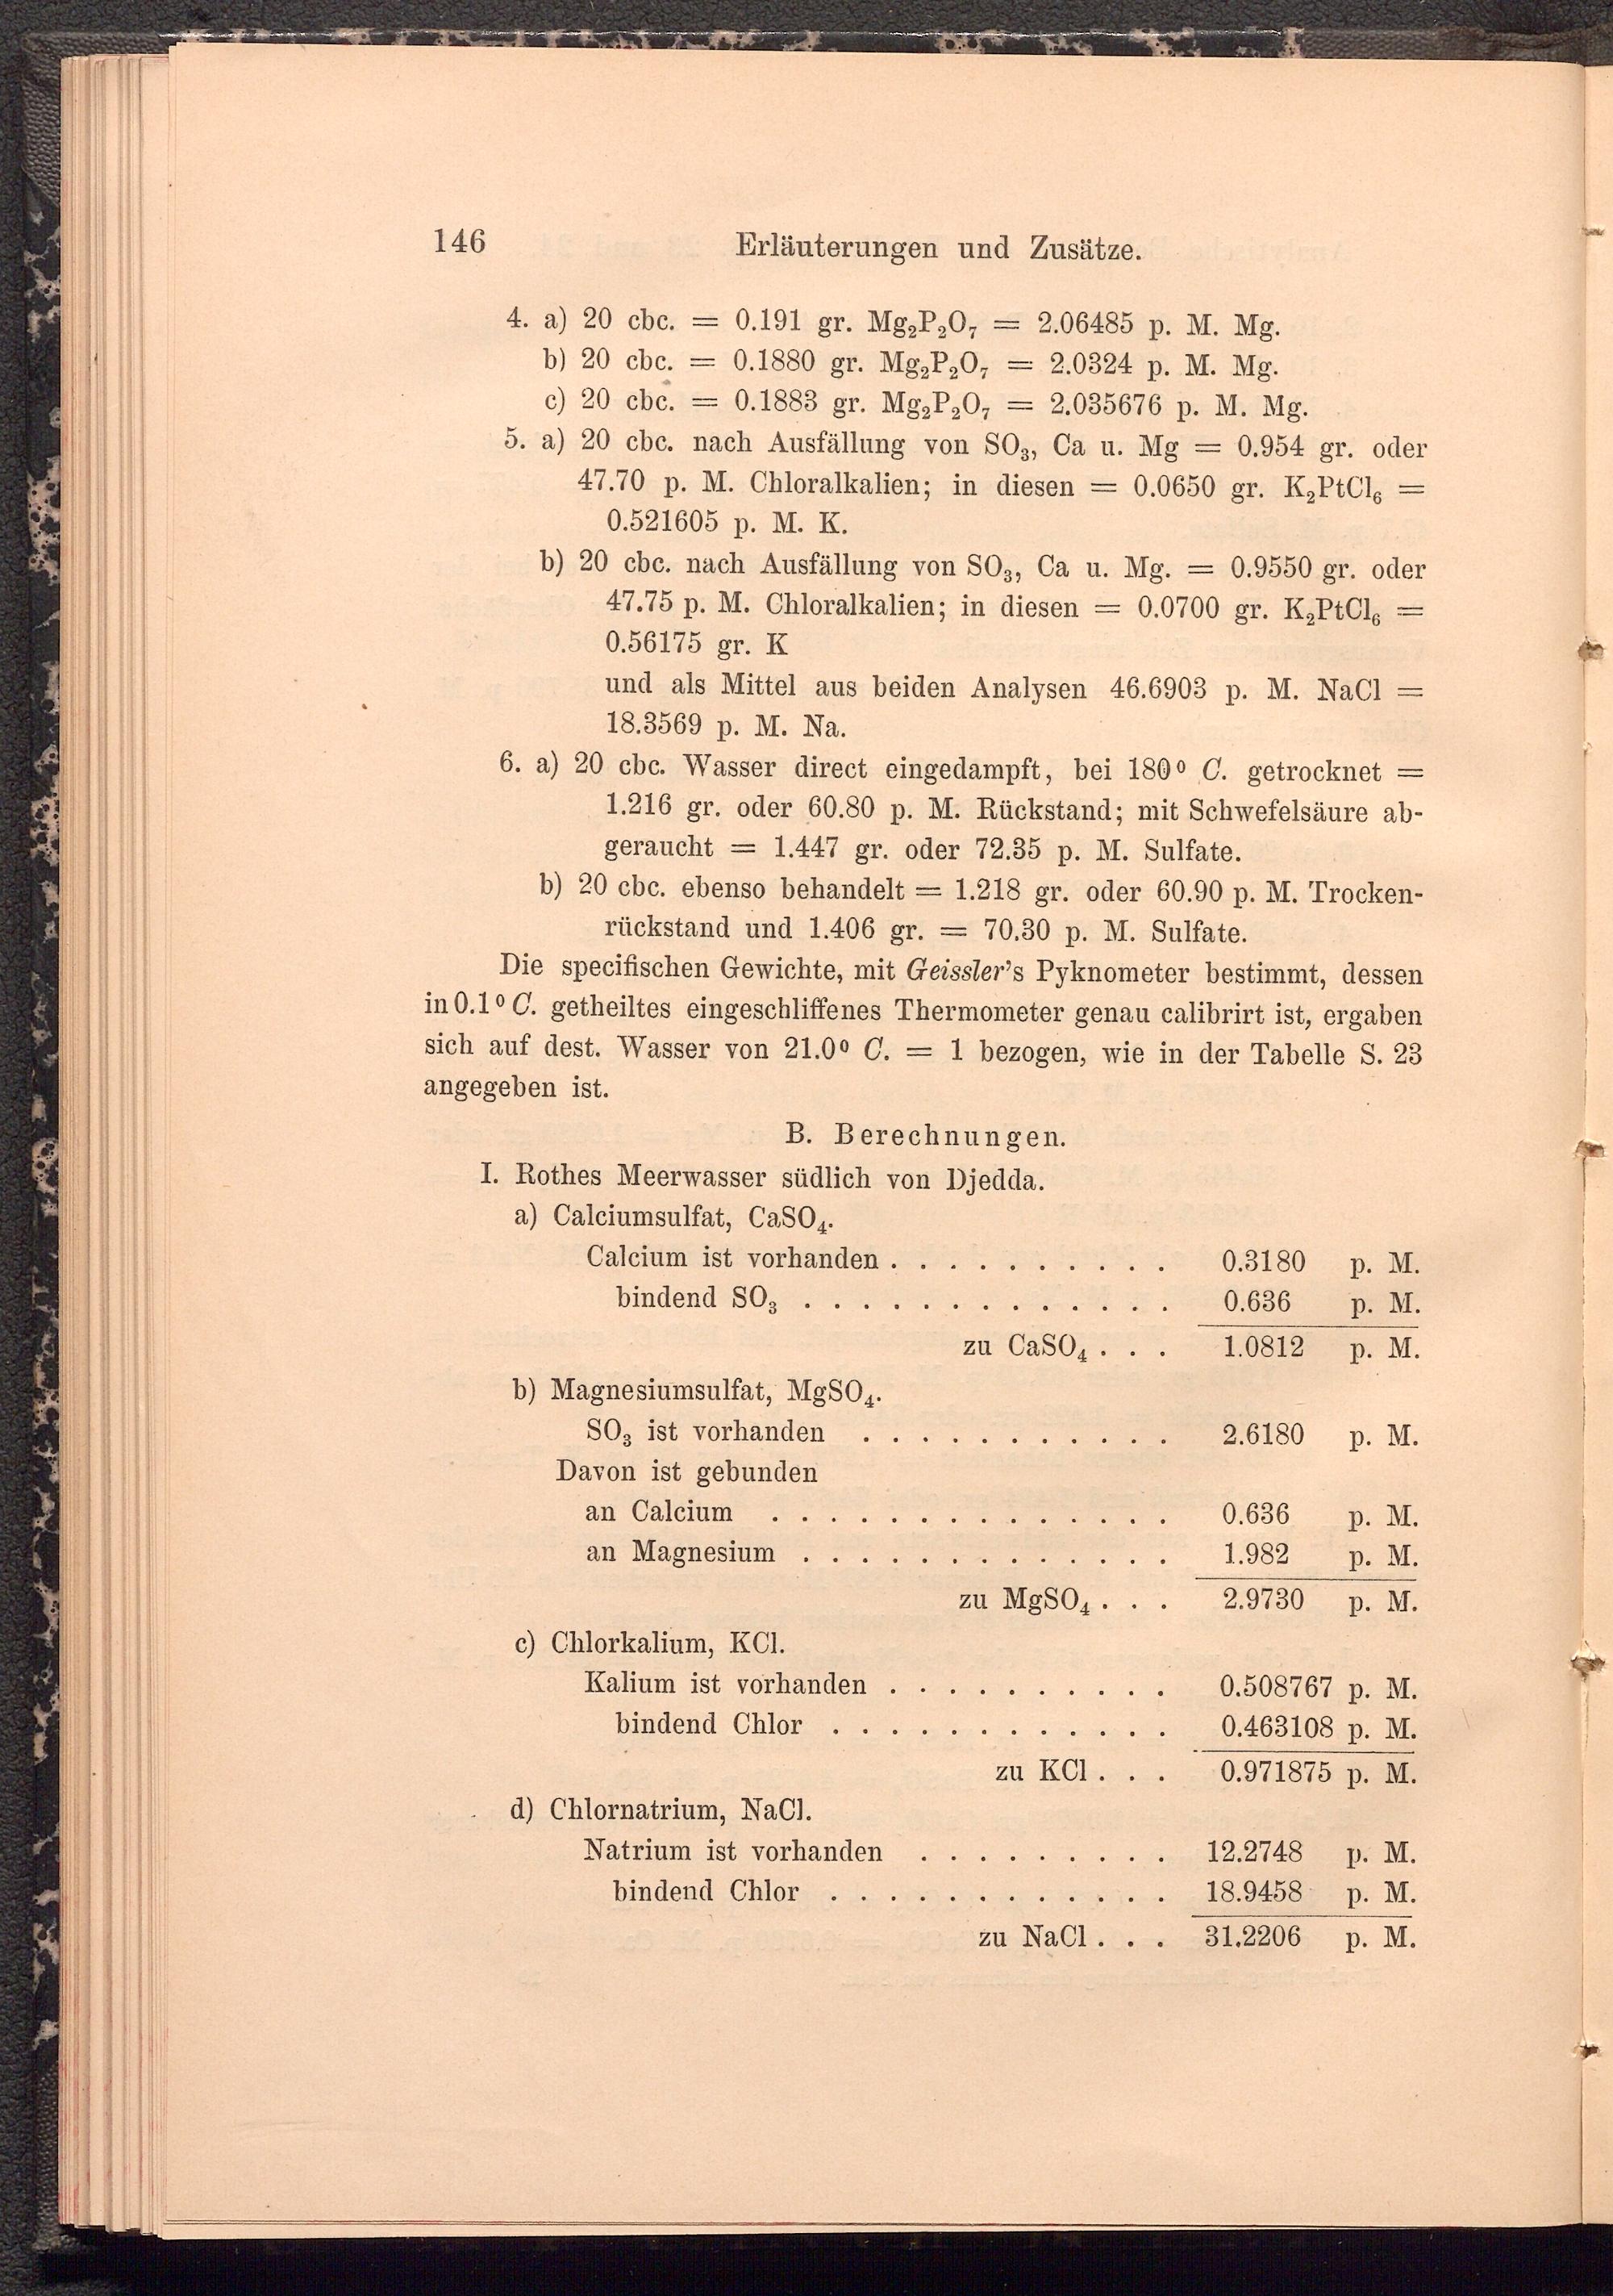 146 Erläuterungen und Zusätze.
4. a) 20 cbc. = 0.191 gr. Mg₂P₂O₇ = 2.06485 p. M. Mg.
b) 20 cbc. = 0.1880 gr. Mg₂P₂O₇ = 2.0324 p. M. Mg.
c) 20 cbc. = 0.1883 gr. Mg₂P₂O₇ = 2.035676 p. M. Mg.
5. a) 20 cbc. nach Ausfällung von SO₃, Ca u. Mg = 0.954 gr. oder
47.70 p. M. Chloralkalien; in diesen = 0.0650 gr. K₂PtCl₆ =
0.521605 p. M. K.
b) 20 cbc. nach Ausfällung von SO₃, Ca u. Mg. = 0.9550 gr. oder
47.75 p. M. Chloralkalien; in diesen = 0.0700 gr. K₂PtCl₆ =
0.56175 gr. K
und als Mittel aus beiden Analysen 46.6903 p. M. NaCl =
18.3569 p. M. Na.
6. a) 20 cbc. Wasser direct eingedampft, bei 180⁰ C. getrocknet =
1.216 gr. oder 60.80 p. M. Rückstand; mit Schwefelsäure ab-
geraucht = 1.447 gr. oder 72.35 p. M. Sulfate.
b) 20 cbc. ebenso behandelt = 1.218 gr. oder 60.90 p. M. Trocken-
rückstand und 1.406 gr. = 70.30 p. M. Sulfate.
Die specifischen Gewichte, mit Geissler's Pyknometer bestimmt, dessen
in 0.1⁰ C. getheiltes eingeschliffenes Thermometer genau calibrirt ist, ergaben
sich auf dest. Wasser von 21.0⁰ C. = 1 bezogen, wie in der Tabelle S. 23
angegeben ist.
B. Berechnungen.
I. Rothes Meerwasser südlich von Djedda.
a) Calciumsulfat, CaSO₄.
Calcium ist vorhanden . . . . . . . . . . 0.3180 p. M.
bindend SO₃ . . . . . . . . . . . . . 0.636 p. M.
zu CaSO₄ . . . 1.0812 p. M.
b) Magnesiumsulfat, MgSO₄.
SO₃ ist vorhanden . . . . . . . . . . . 2.6180 p. M.
Davon ist gebunden
an Calcium . . . . . . . . . . . . . . 0.636 p. M.
an Magnesium . . . . . . . . . . . . . 1.982 p. M.
zu MgSO₄ . . . 2.9730 p. M.
c) Chlorkalium, KCl.
Kalium ist vorhanden . . . . . . . . . . 0.508767 p. M.
bindend Chlor . . . . . . . . . . . . 0.463108 p. M.
zu KCl . . . 0.971875 p. M.
d) Chlornatrium, NaCl.
Natrium ist vorhanden . . . . . . . . . 12.2748 p. M.
bindend Chlor . . . . . . . . . . . . 18.9458 p. M.
zu NaCl . . . 31.2206 p. M.